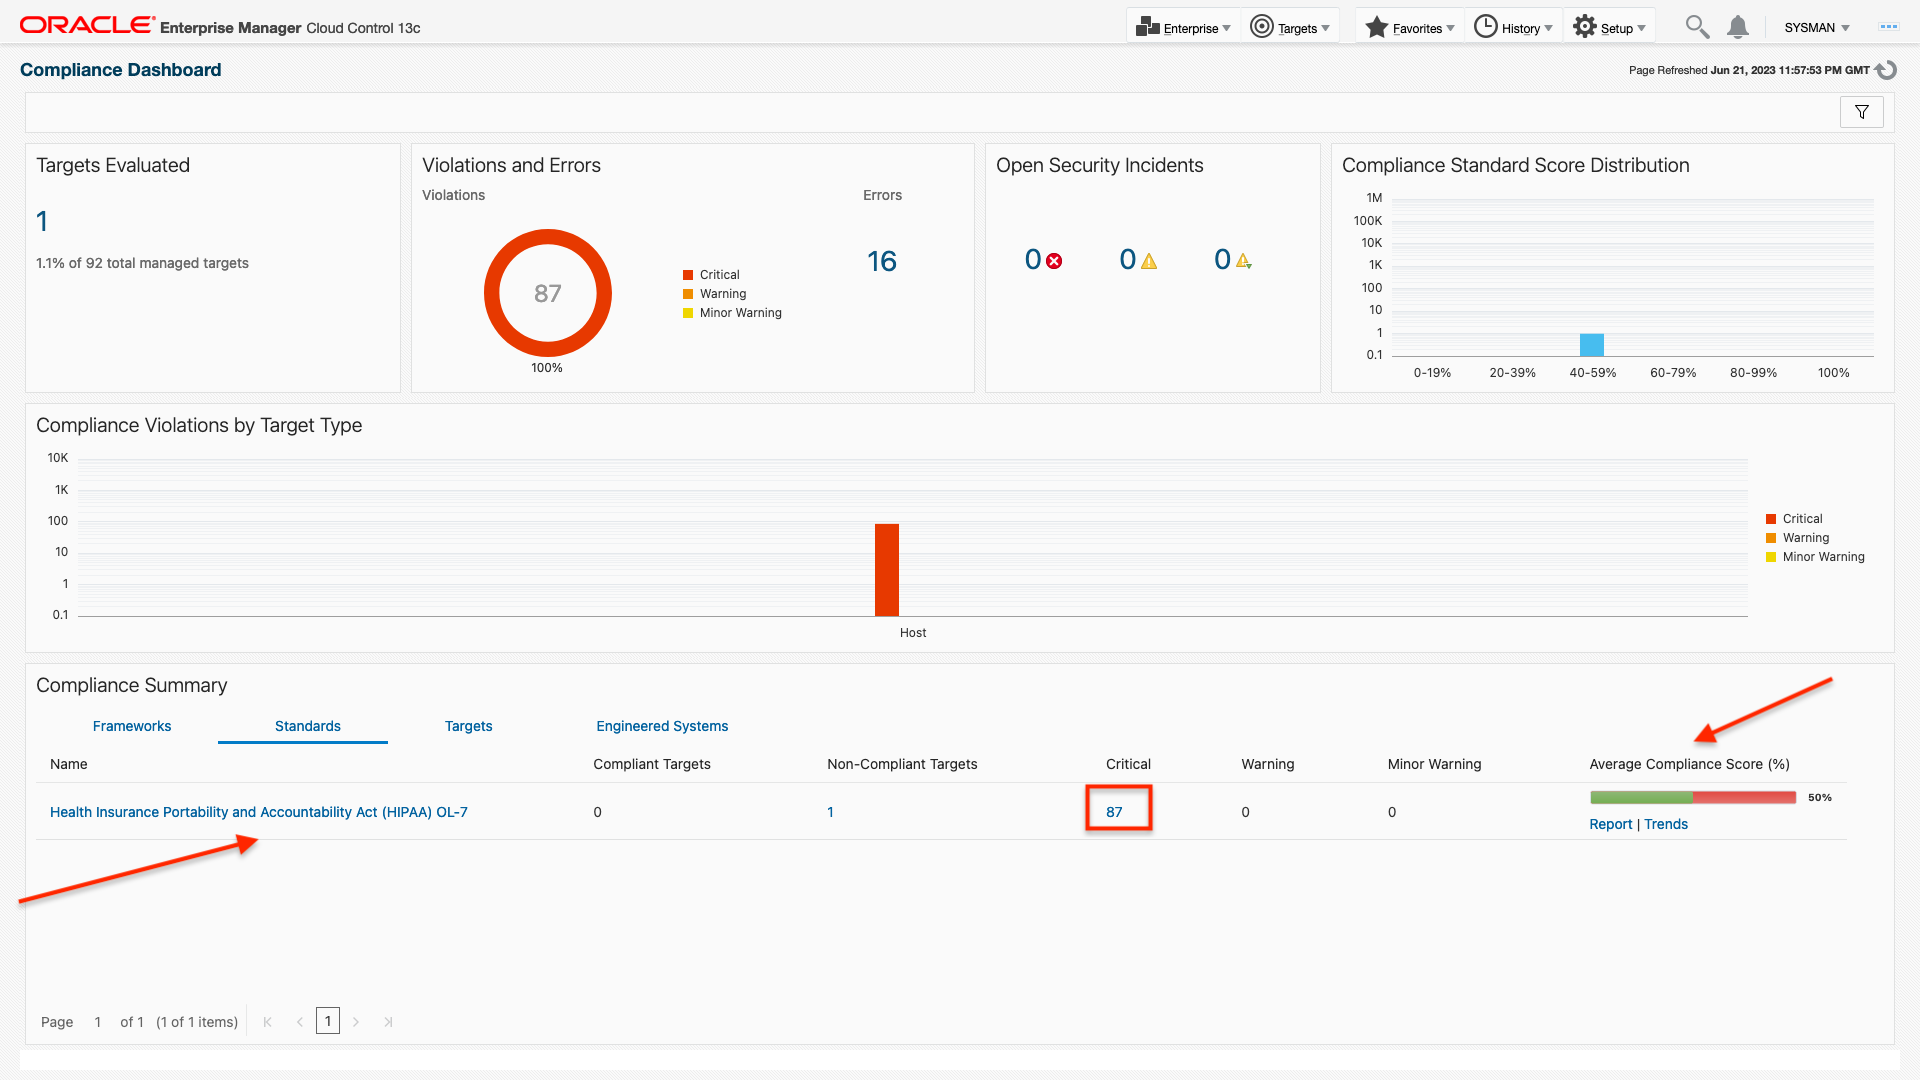 ORACLE Enterprise Manager Cloud Control 13c
Enterprise Targets Favorites History Setup SYSMAN
Compliance Dashboard
Page Refreshed Jun 21, 2023 11:57:53 PM GMT
Targets Evaluated
1
1.1% of 92 total managed targets
Violations and Errors
Violations
Errors
87
100%
Critical
Warning
Minor Warning
16
Open Security Incidents
0 0 0
Compliance Standard Score Distribution
1M
100K
10K
1K
100
10
1
0.1
0-19% 20-39% 40-59% 60-79% 80-99% 100%
Compliance Violations by Target Type
10K
1K
100
10
1
0.1
Host
Critical
Warning
Minor Warning
Compliance Summary
Frameworks Standards Targets Engineered Systems
Name Compliant Targets Non-Compliant Targets Critical Warning Minor Warning Average Compliance Score (%)
Health Insurance Portability and Accountability Act (HIPAA) OL-7 0 1 87 0 0 50%
Report | Trends
Page 1 of 1 (1 of 1 items) 1